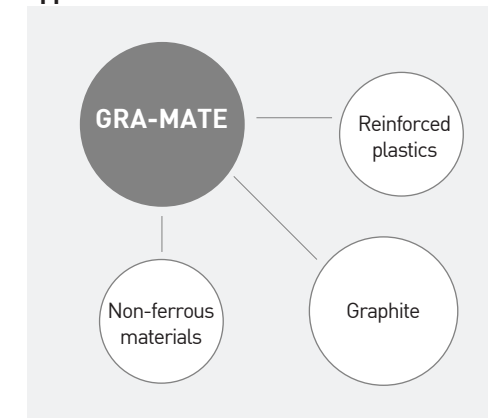 GRA-MATE
Reinforced
plastics
Non-ferrous
materials
Graphite